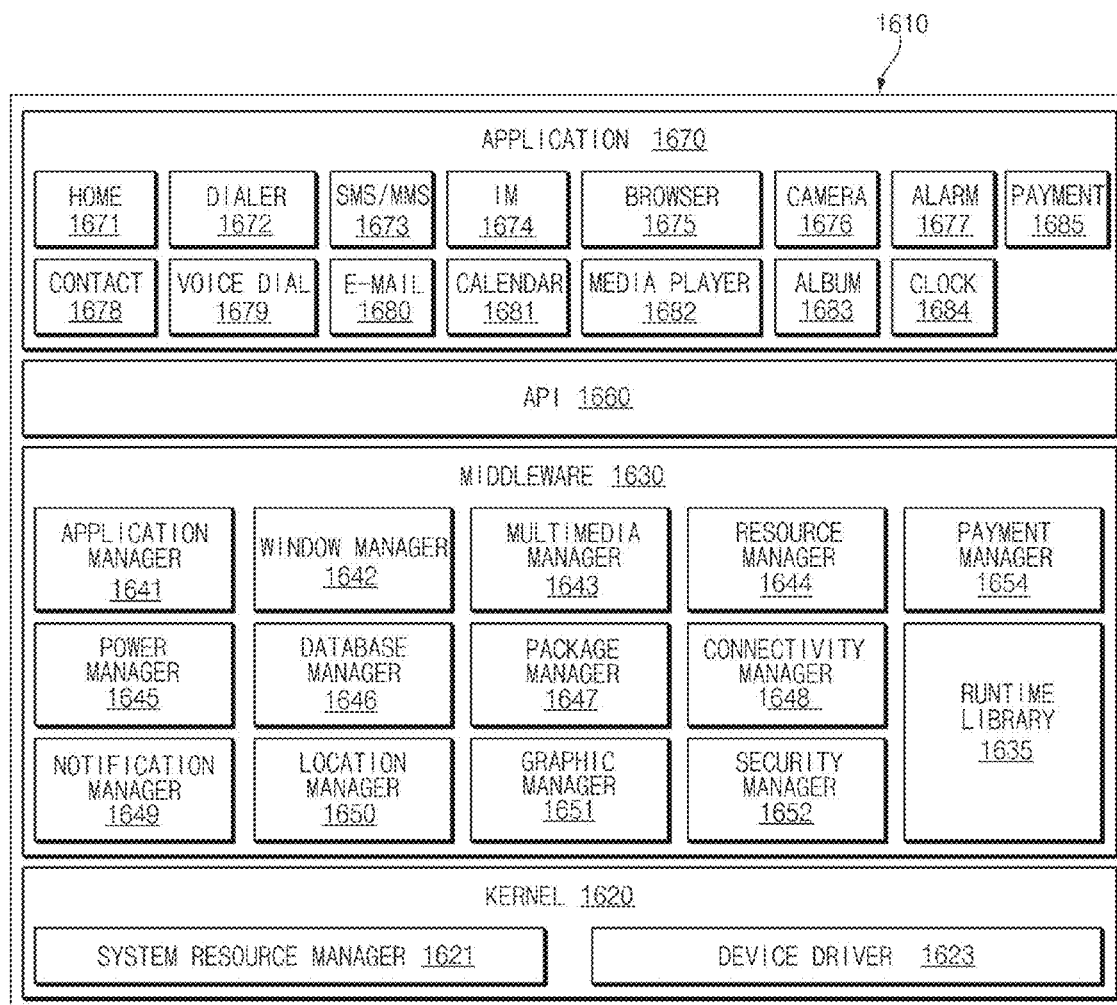 1610
APPLICATION 1670
HOME
1671
DIALER
1672
SMS/MMS
1673
IM
1674
BROWSER
1675
CAMERA
1676
ALARM
1677
PAYMENT
1685
CONTACT
1678
VOICE DIAL
1679
E-MAIL
1680
CALENDAR
1681
MEDIA PLAYER
1682
ALBUM
1683
CLOCK
1684
API 1660
MIDDLEWARE 1630
APPLICATION
MANAGER
1641
WINDOW MANAGER
1642
MULTIMEDIA
MANAGER
1643
RESOURCE
MANAGER
1644
PAYMENT
MANAGER
1654
POWER
MANAGER
1645
DATABASE
MANAGER
1646
PACKAGE
MANAGER
1647
CONNECTIVITY
MANAGER
1648
RUNTIME
LIBRARY
1635
NOTIFICATION
MANAGER
1649
LOCATION
MANAGER
1650
GRAPHIC
MANAGER
1651
SECURITY
MANAGER
1652
KERNEL 1620
SYSTEM RESOURCE MANAGER 1621
DEVICE DRIVER 1623